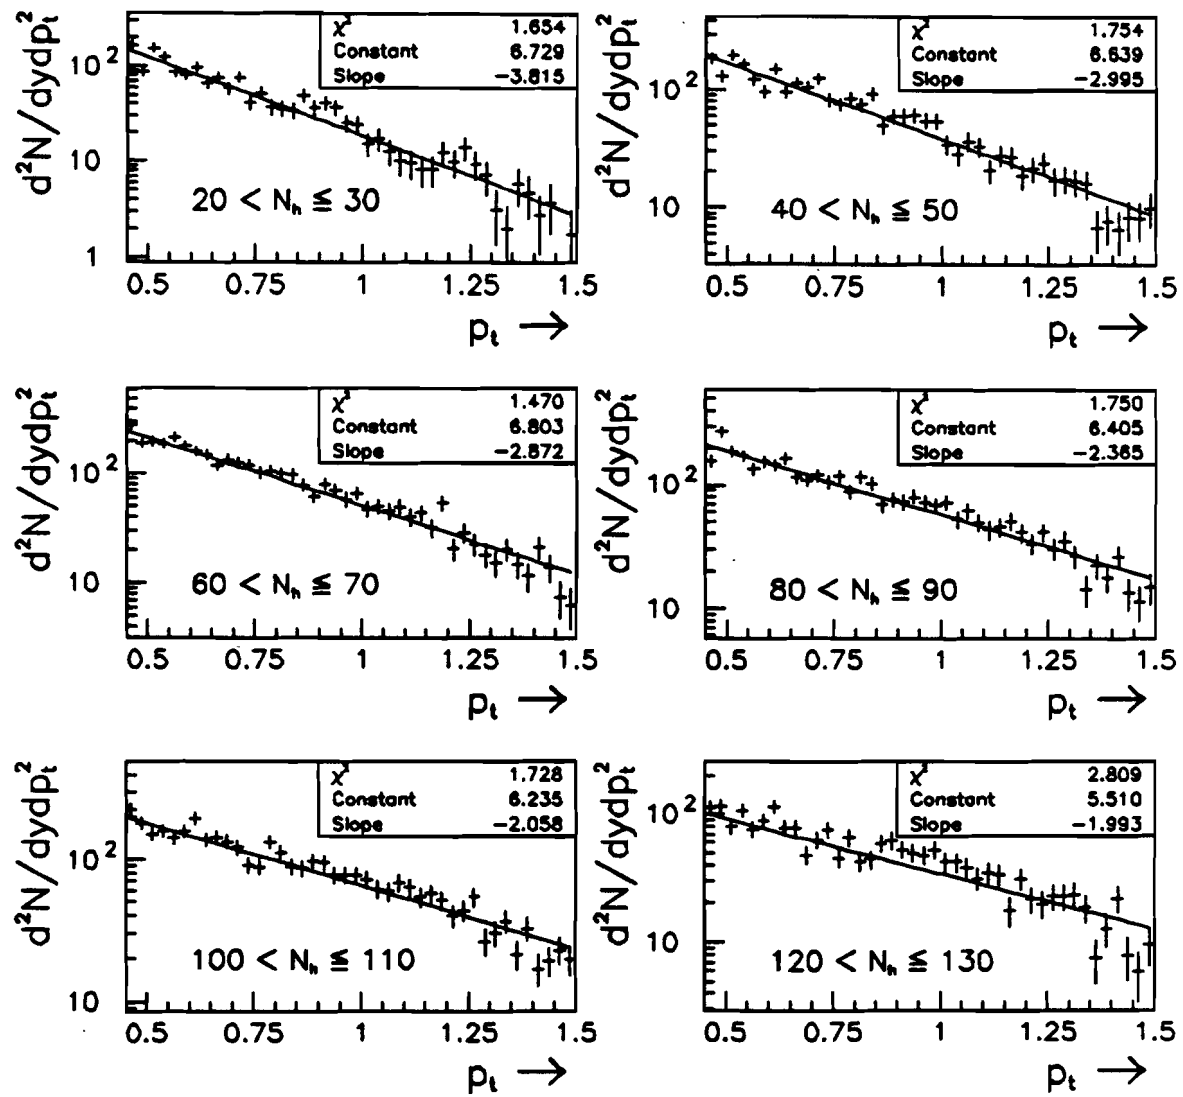 d²N/dydpₜ²
χ² 1.654
Constant 6.729
Slope −3.815
10²
10
1
20 < Nₕ ≦ 30
0.5 0.75 1 1.25 1.5
pₜ →
d²N/dydpₜ²
χ² 1.754
Constant 6.639
Slope −2.995
10²
10
40 < Nₕ ≦ 50
0.5 0.75 1 1.25 1.5
pₜ →
d²N/dydpₜ²
χ² 1.470
Constant 6.803
Slope −2.872
10²
10
60 < Nₕ ≦ 70
0.5 0.75 1 1.25 1.5
pₜ →
d²N/dydpₜ²
χ² 1.750
Constant 6.405
Slope −2.365
10²
10
80 < Nₕ ≦ 90
0.5 0.75 1 1.25 1.5
pₜ →
d²N/dydpₜ²
χ² 1.728
Constant 6.235
Slope −2.058
10²
10
100 < Nₕ ≦ 110
0.5 0.75 1 1.25 1.5
pₜ →
d²N/dydpₜ²
χ² 2.809
Constant 5.510
Slope −1.993
10²
10
120 < Nₕ ≦ 130
0.5 0.75 1 1.25 1.5
pₜ →